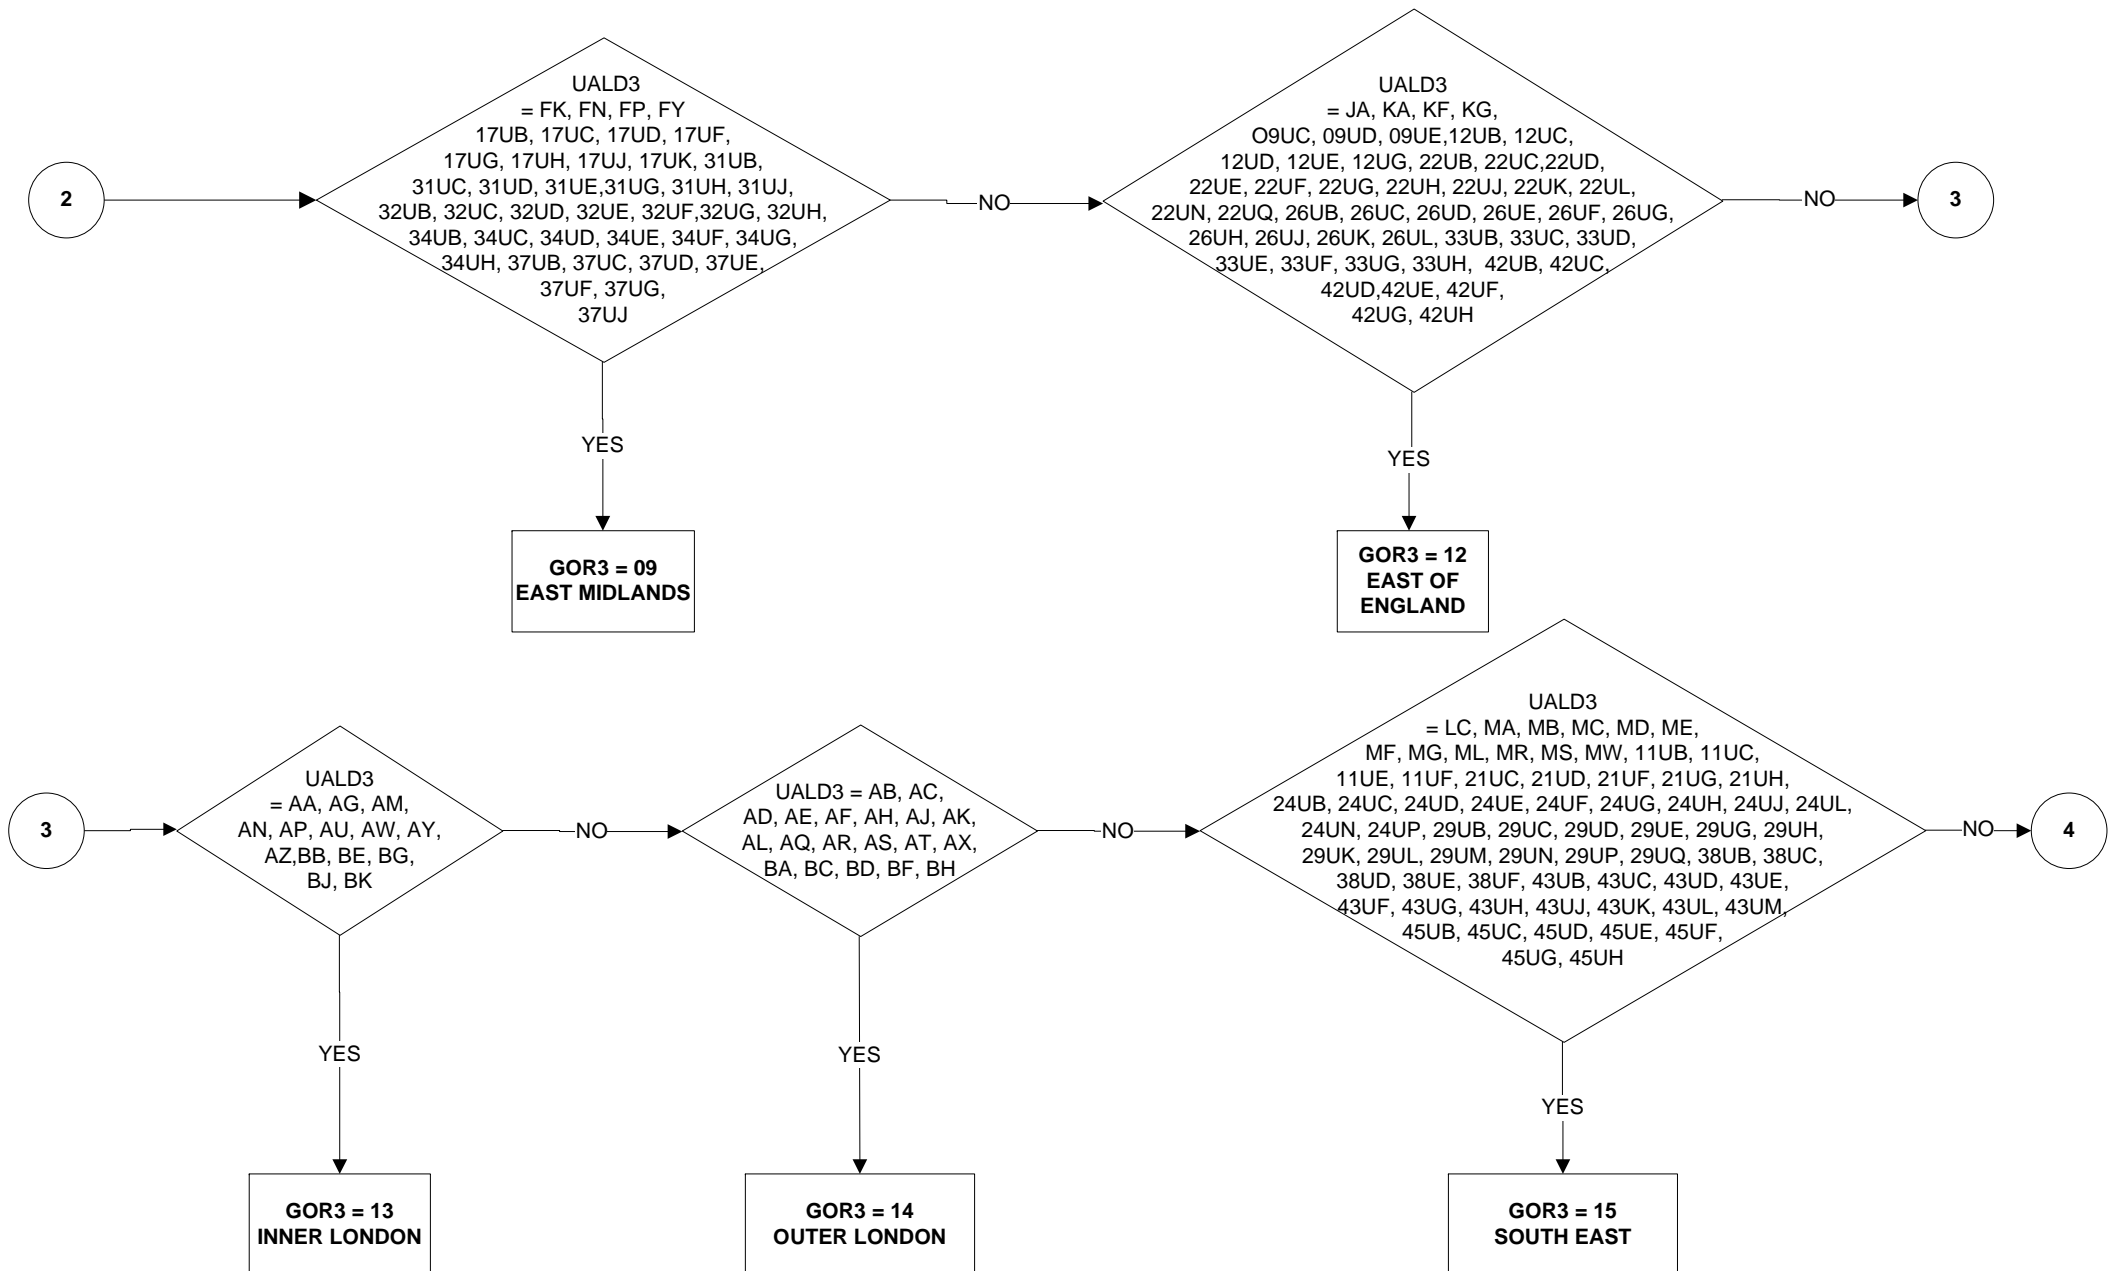 2
UALD3
= FK, FN, FP, FY
17UB, 17UC, 17UD, 17UF,
17UG, 17UH, 17UJ, 17UK, 31UB,
31UC, 31UD, 31UE,31UG, 31UH, 31UJ,
32UB, 32UC, 32UD, 32UE, 32UF,32UG, 32UH,
34UB, 34UC, 34UD, 34UE, 34UF, 34UG,
34UH, 37UB, 37UC, 37UD, 37UE,
37UF, 37UG,
37UJ
NO
UALD3
= JA, KA, KF, KG,
O9UC, 09UD, 09UE,12UB, 12UC,
12UD, 12UE, 12UG, 22UB, 22UC,22UD,
22UE, 22UF, 22UG, 22UH, 22UJ, 22UK, 22UL,
22UN, 22UQ, 26UB, 26UC, 26UD, 26UE, 26UF, 26UG,
26UH, 26UJ, 26UK, 26UL, 33UB, 33UC, 33UD,
33UE, 33UF, 33UG, 33UH, 42UB, 42UC,
42UD,42UE, 42UF,
42UG, 42UH
NO
3
YES
YES
GOR3 = 09
EAST MIDLANDS
GOR3 = 12
EAST OF
ENGLAND
3
UALD3
= AA, AG, AM,
AN, AP, AU, AW, AY,
AZ,BB, BE, BG,
BJ, BK
NO
UALD3 = AB, AC,
AD, AE, AF, AH, AJ, AK,
AL, AQ, AR, AS, AT, AX,
BA, BC, BD, BF, BH
NO
UALD3
= LC, MA, MB, MC, MD, ME,
MF, MG, ML, MR, MS, MW, 11UB, 11UC,
11UE, 11UF, 21UC, 21UD, 21UF, 21UG, 21UH,
24UB, 24UC, 24UD, 24UE, 24UF, 24UG, 24UH, 24UJ, 24UL,
24UN, 24UP, 29UB, 29UC, 29UD, 29UE, 29UG, 29UH,
29UK, 29UL, 29UM, 29UN, 29UP, 29UQ, 38UB, 38UC,
38UD, 38UE, 38UF, 43UB, 43UC, 43UD, 43UE,
43UF, 43UG, 43UH, 43UJ, 43UK, 43UL, 43UM,
45UB, 45UC, 45UD, 45UE, 45UF,
45UG, 45UH
NO
4
YES
YES
YES
GOR3 = 13
INNER LONDON
GOR3 = 14
OUTER LONDON
GOR3 = 15
SOUTH EAST